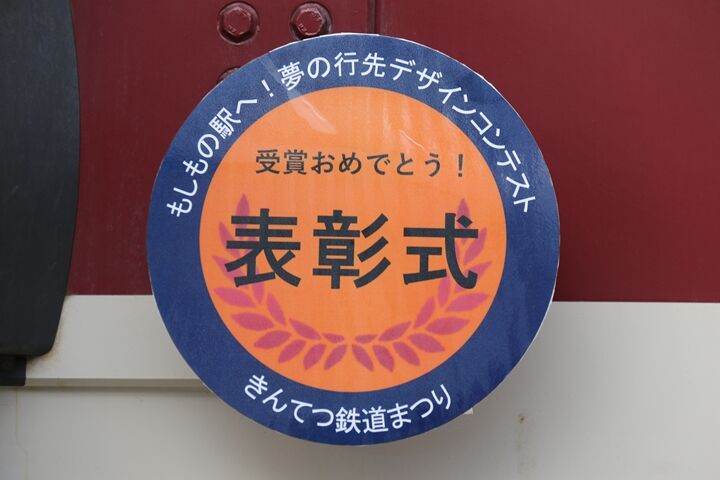 もしもの駅へ！夢の行先デザインコンテスト
受賞おめでとう！
表彰式
きんてつ鉄道まつり